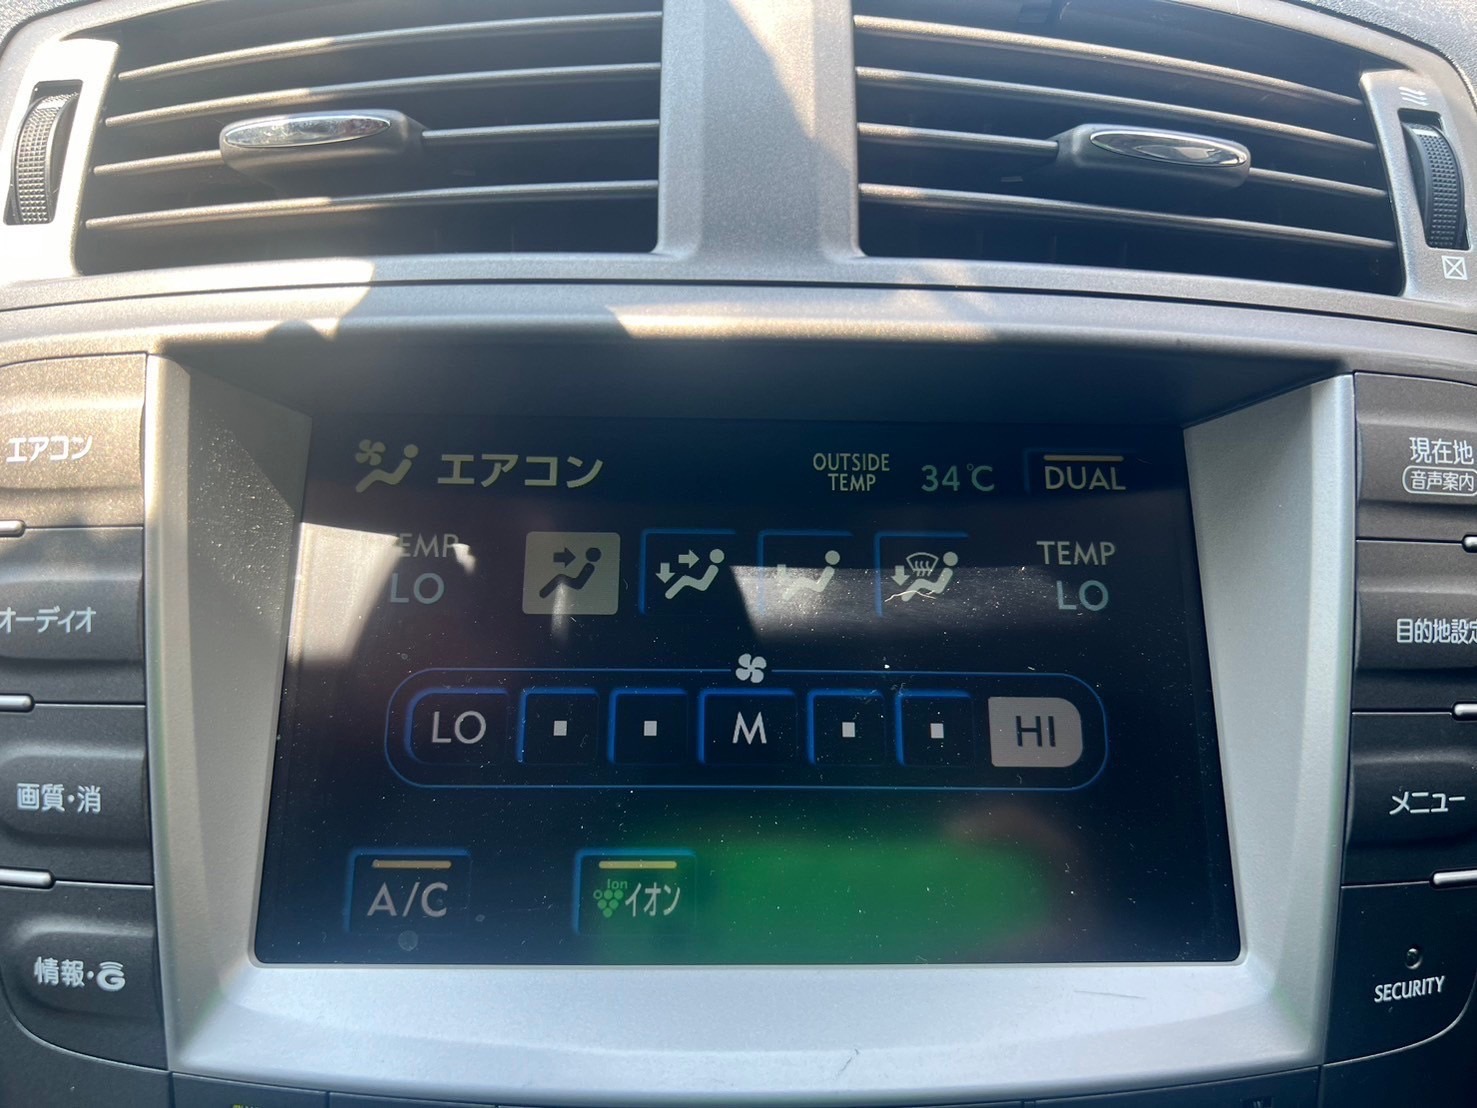 エアコン
オーディオ
画質・消
情報・G
エアコン
OUTSIDE TEMP 34℃ DUAL
TEMP LO
TEMP LO
LO M HI
A/C
Ion イオン
現在地
音声案内
目的地設定
メニュー
SECURITY